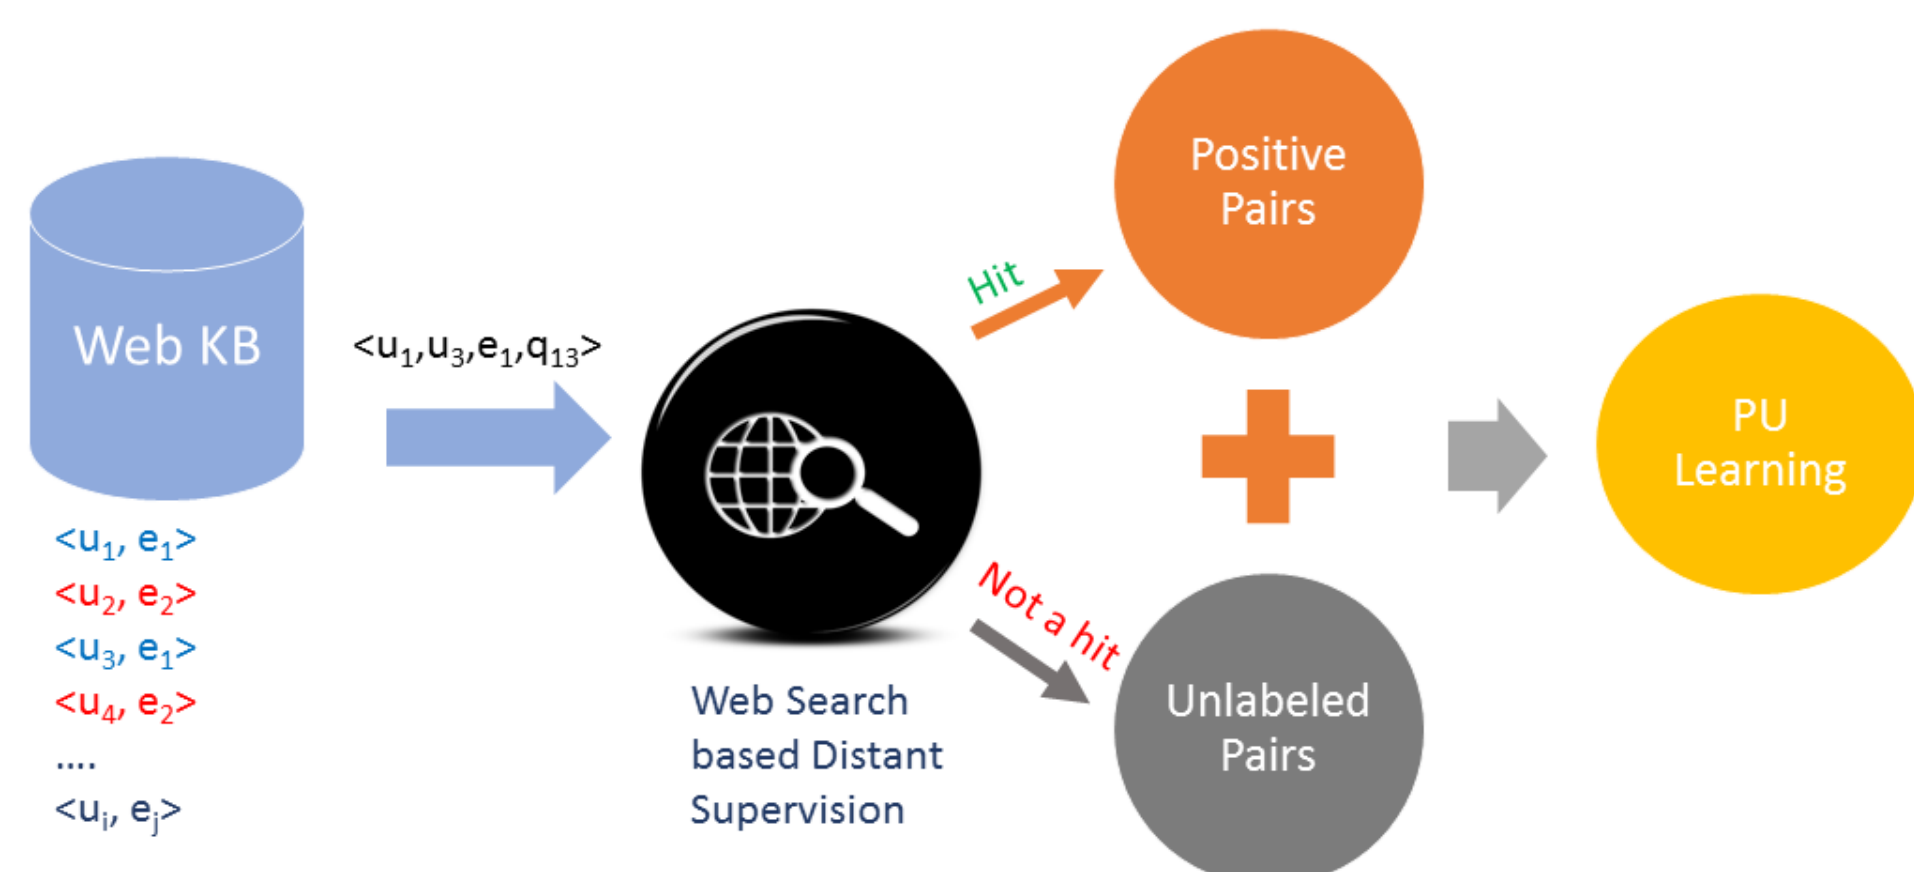 Web KB
<u1, e1>
<u2, e2>
<u3, e1>
<u4, e2>
....
<ui, ej>
<u1,u3,e1,q13>
Web Search
based Distant
Supervision
Hit
Not a hit
Positive
Pairs
Unlabeled
Pairs
PU
Learning